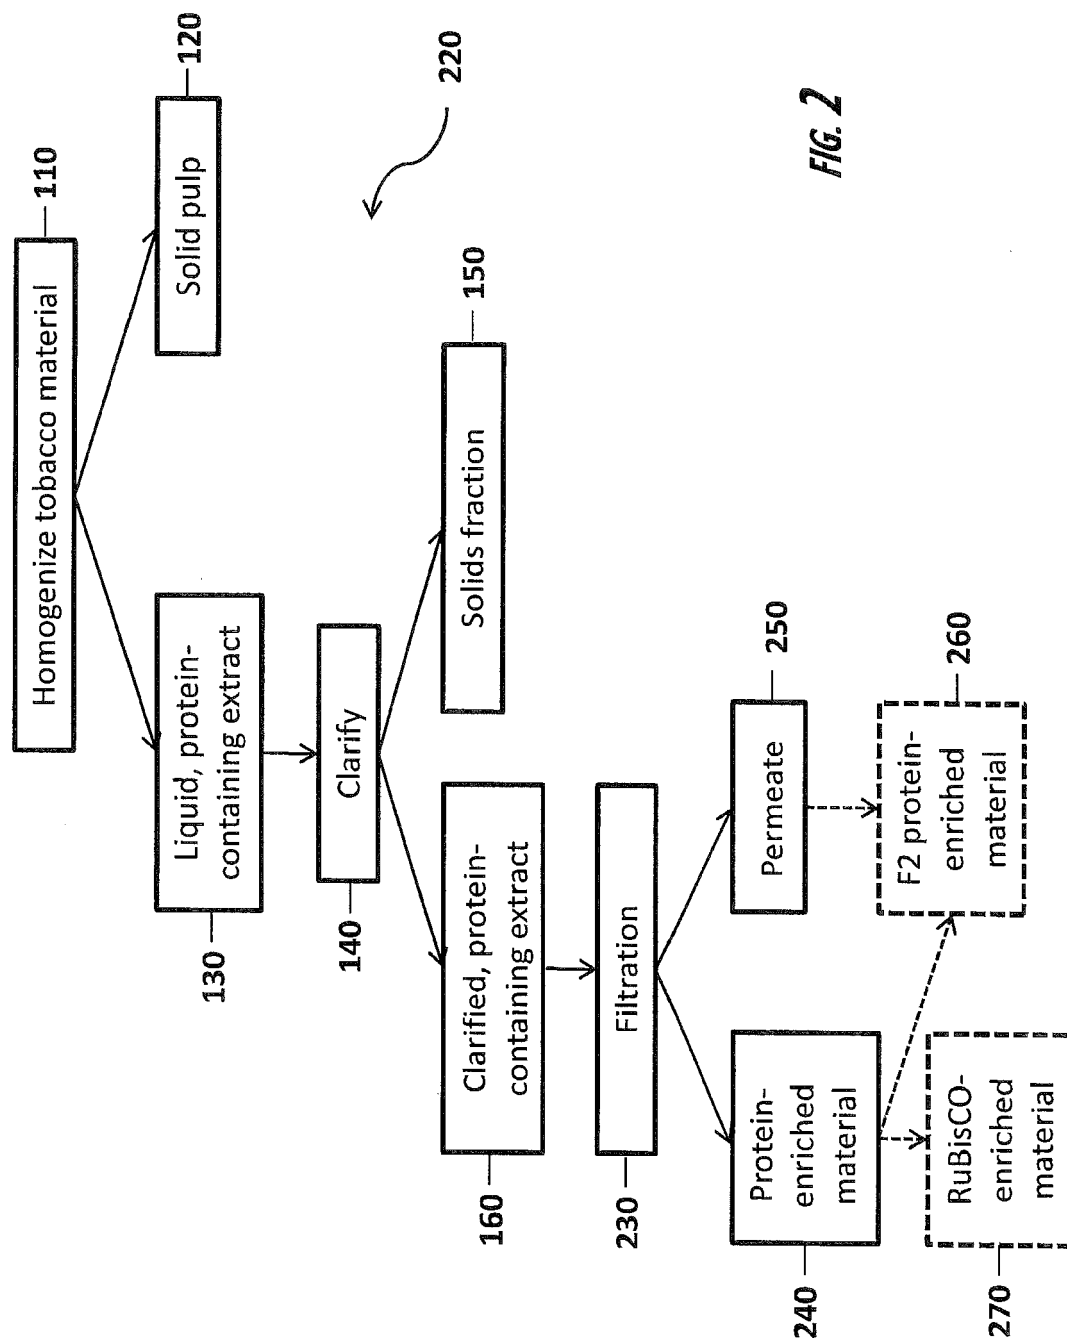 Homogenize tobacco material
110
Solid pulp
120
220
130
Liquid, protein-
containing extract
140
Clarify
Solids fraction
150
160
Clarified, protein-
containing extract
230
Filtration
240
Protein-
enriched
material
Permeate
250
270
RuBisCO-
enriched
material
F2 protein-
enriched
material
260
FIG. 2